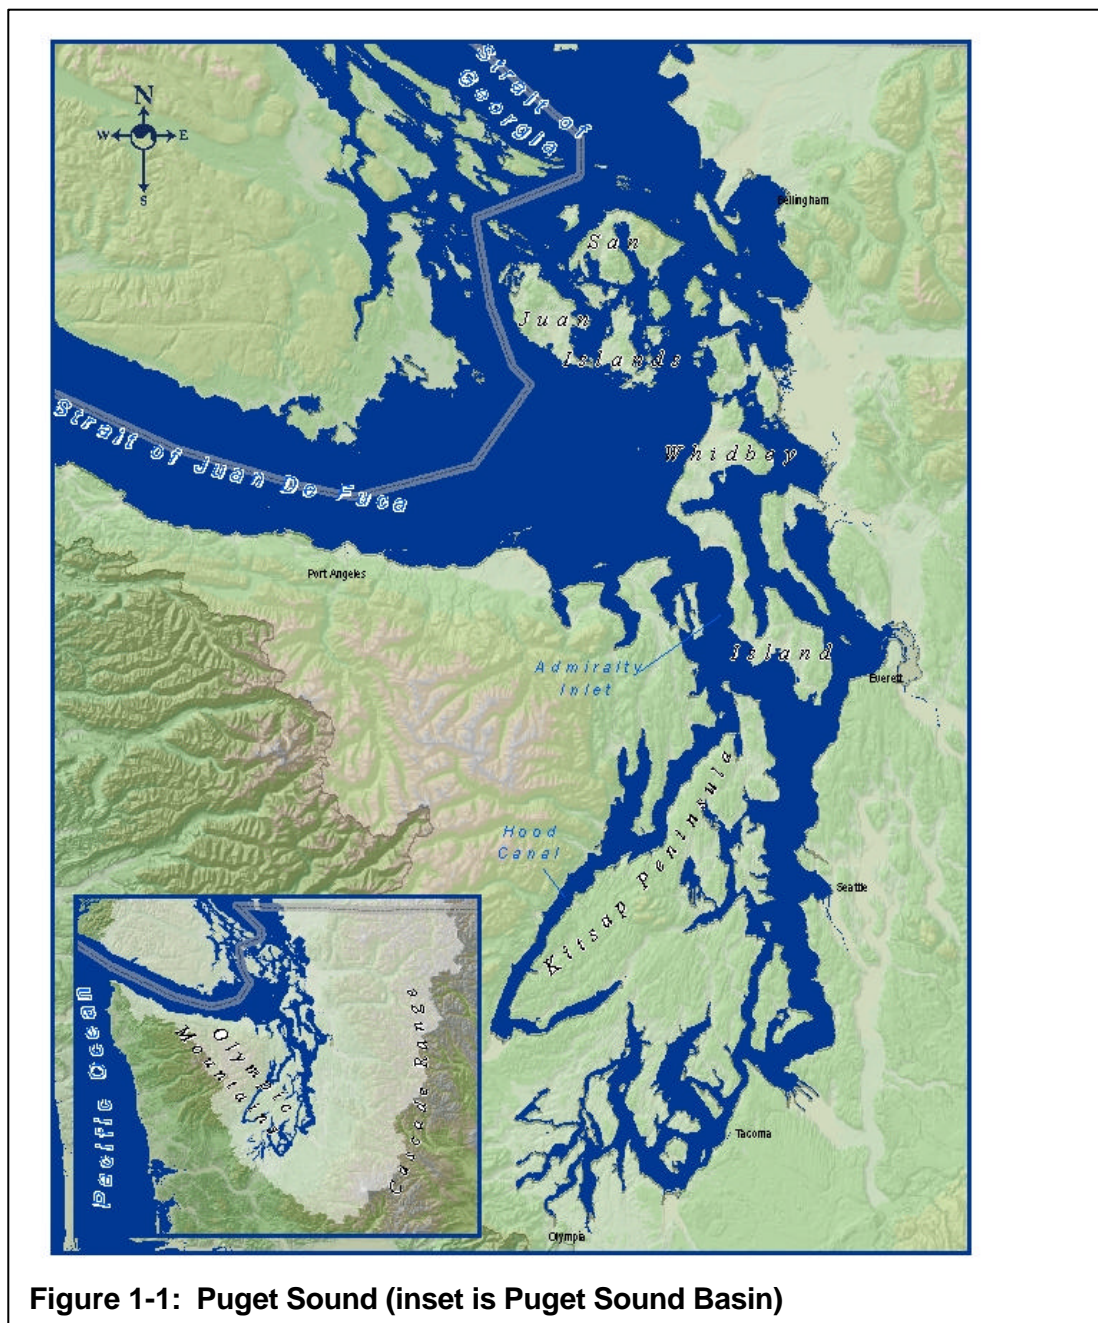 Strait of
Georgia
N
W
E
S
Bellingham
San
Juan
Islands
Strait of Juan De Fuca
Whidbey
Port Angeles
Island
Admiralty
Inlet
Everett
Kitsap Peninsula
Hood
Canal
Seattle
Pacific Ocean
Olympic
Mountains
Cascade Range
Tacoma
Olympia
Figure 1-1: Puget Sound (inset is Puget Sound Basin)